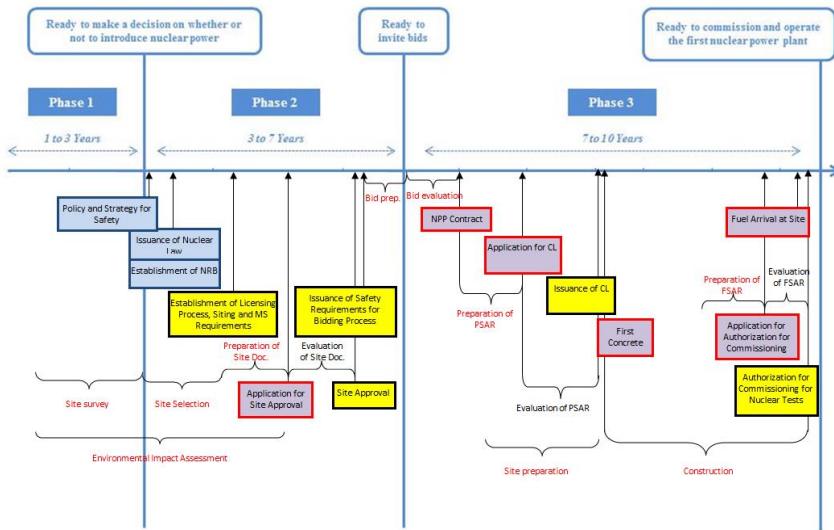 Ready to make a decision on whether or
not to introduce nuclear power
Ready to
invite bids
Ready to commission and operate
the first nuclear power plant
Phase 1
Phase 2
Phase 3
1 to 3 Years
3 to 7 Years
7 to 10 Years
Bid prep.
Bid evaluation
Policy and Strategy for
Safety
Issuance of Nuclear
Law
Establishment of NRB
NPP Contract
Fuel Arrival at Site
Application for CL
Establishment of Licensing
Process, Siting and MS
Requirements
Issuance of Safety
Requirements for
Bidding Process
Issuance of CL
Preparation of
PSAR
Preparation of
FSAR
Evaluation
of FSAR
First
Concrete
Application for
Authorization for
Commissioning
Preparation of
Site Doc.
Evaluation
of Site Doc.
Application for
Site Approval
Site Approval
Authorization for
Commissioning for
Nuclear Tests
Site survey
Site Selection
Evaluation of PSAR
Environmental Impact Assessment
Site preparation
Construction